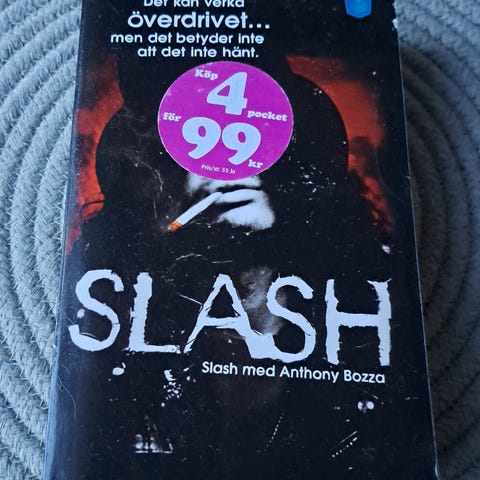 Det kan verka
överdrivet...
men det betyder inte
att det inte hänt.
Köp
4
pocket
för
99
kr
Pris/st: 35 kr
SLASH
Slash med Anthony Bozza